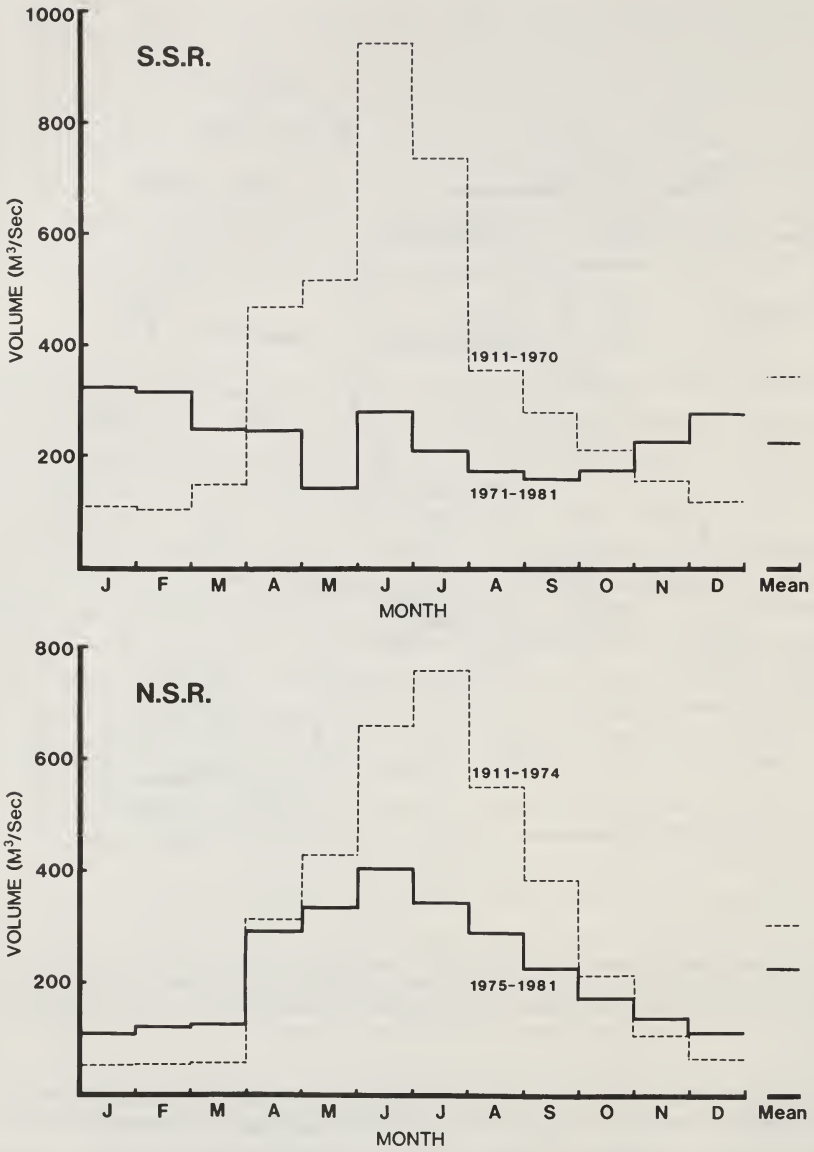 S.S.R.
VOLUME (M³/Sec)
1000
800
600
400
200
1911-1970
1971-1981
J F M A M J J A S O N D Mean
MONTH
N.S.R.
VOLUME (M³/Sec)
800
600
400
200
1911-1974
1975-1981
J F M A M J J A S O N D Mean
MONTH